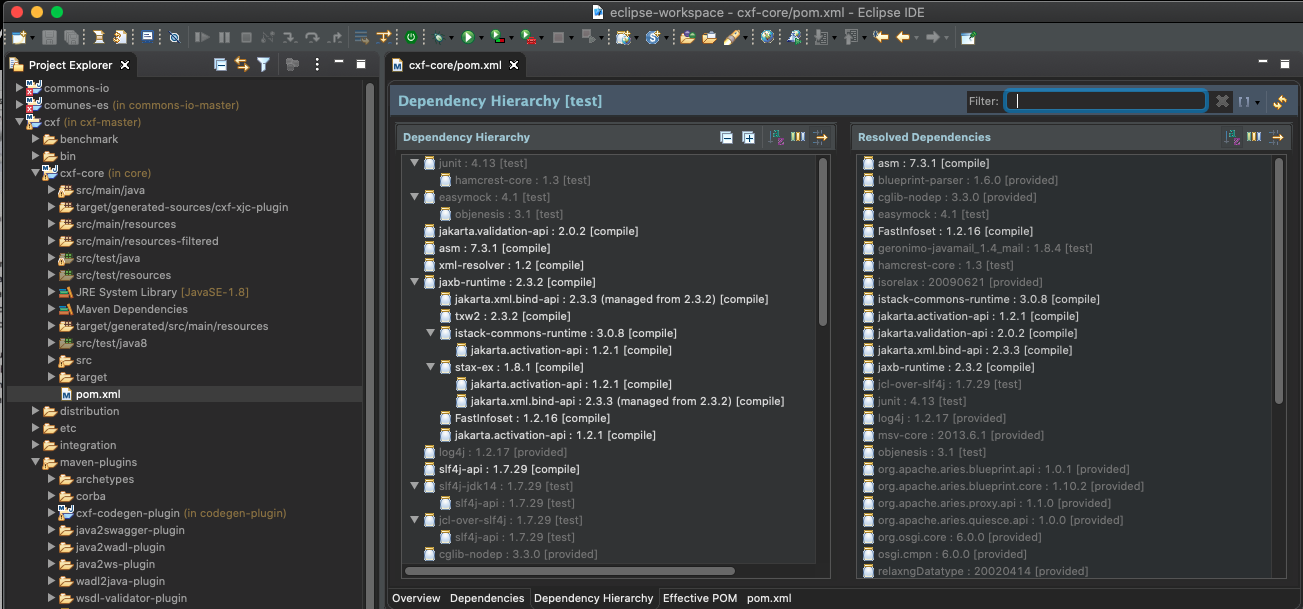 eclipse-workspace - cxf-core/pom.xml - Eclipse IDE
Project Explorer
commons-io
comunes-es (in commons-io-master)
cxf (in cxf-master)
benchmark
bin
cxf-core (in core)
src/main/java
target/generated-sources/cxf-xjc-plugin
src/main/resources
src/main/resources-filtered
src/test/java
src/test/resources
JRE System Library [JavaSE-1.8]
Maven Dependencies
target/generated/src/main/resources
src/test/java8
src
target
pom.xml
distribution
etc
integration
maven-plugins
archetypes
corba
cxf-codegen-plugin (in codegen-plugin)
java2swagger-plugin
java2wadl-plugin
java2ws-plugin
wadl2java-plugin
wsdl-validator-plugin
cxf-core/pom.xml
Dependency Hierarchy [test]
Filter:
Dependency Hierarchy
junit : 4.13 [test]
hamcrest-core : 1.3 [test]
easymock : 4.1 [test]
objenesis : 3.1 [test]
jakarta.validation-api : 2.0.2 [compile]
asm : 7.3.1 [compile]
xml-resolver : 1.2 [compile]
jaxb-runtime : 2.3.2 [compile]
jakarta.xml.bind-api : 2.3.3 (managed from 2.3.2) [compile]
txw2 : 2.3.2 [compile]
istack-commons-runtime : 3.0.8 [compile]
jakarta.activation-api : 1.2.1 [compile]
stax-ex : 1.8.1 [compile]
jakarta.activation-api : 1.2.1 [compile]
jakarta.xml.bind-api : 2.3.3 (managed from 2.3.2) [compile]
FastInfoset : 1.2.16 [compile]
jakarta.activation-api : 1.2.1 [compile]
log4j : 1.2.17 [provided]
slf4j-api : 1.7.29 [compile]
slf4j-jdk14 : 1.7.29 [test]
slf4j-api : 1.7.29 [test]
jcl-over-slf4j : 1.7.29 [test]
slf4j-api : 1.7.29 [test]
cglib-nodep : 3.3.0 [provided]
Resolved Dependencies
asm : 7.3.1 [compile]
blueprint-parser : 1.6.0 [provided]
cglib-nodep : 3.3.0 [provided]
easymock : 4.1 [test]
FastInfoset : 1.2.16 [compile]
geronimo-javamail_1.4_mail : 1.8.4 [test]
hamcrest-core : 1.3 [test]
isorelax : 20090621 [provided]
istack-commons-runtime : 3.0.8 [compile]
jakarta.activation-api : 1.2.1 [compile]
jakarta.validation-api : 2.0.2 [compile]
jakarta.xml.bind-api : 2.3.3 [compile]
jaxb-runtime : 2.3.2 [compile]
jcl-over-slf4j : 1.7.29 [test]
junit : 4.13 [test]
log4j : 1.2.17 [provided]
msv-core : 2013.6.1 [provided]
objenesis : 3.1 [test]
org.apache.aries.blueprint.api : 1.0.1 [provided]
org.apache.aries.blueprint.core : 1.10.2 [provided]
org.apache.aries.proxy.api : 1.1.0 [provided]
org.apache.aries.quiesce.api : 1.0.0 [provided]
org.osgi.core : 6.0.0 [provided]
osgi.cmpn : 6.0.0 [provided]
relaxngDatatype : 20020414 [provided]
Overview Dependencies Dependency Hierarchy Effective POM pom.xml